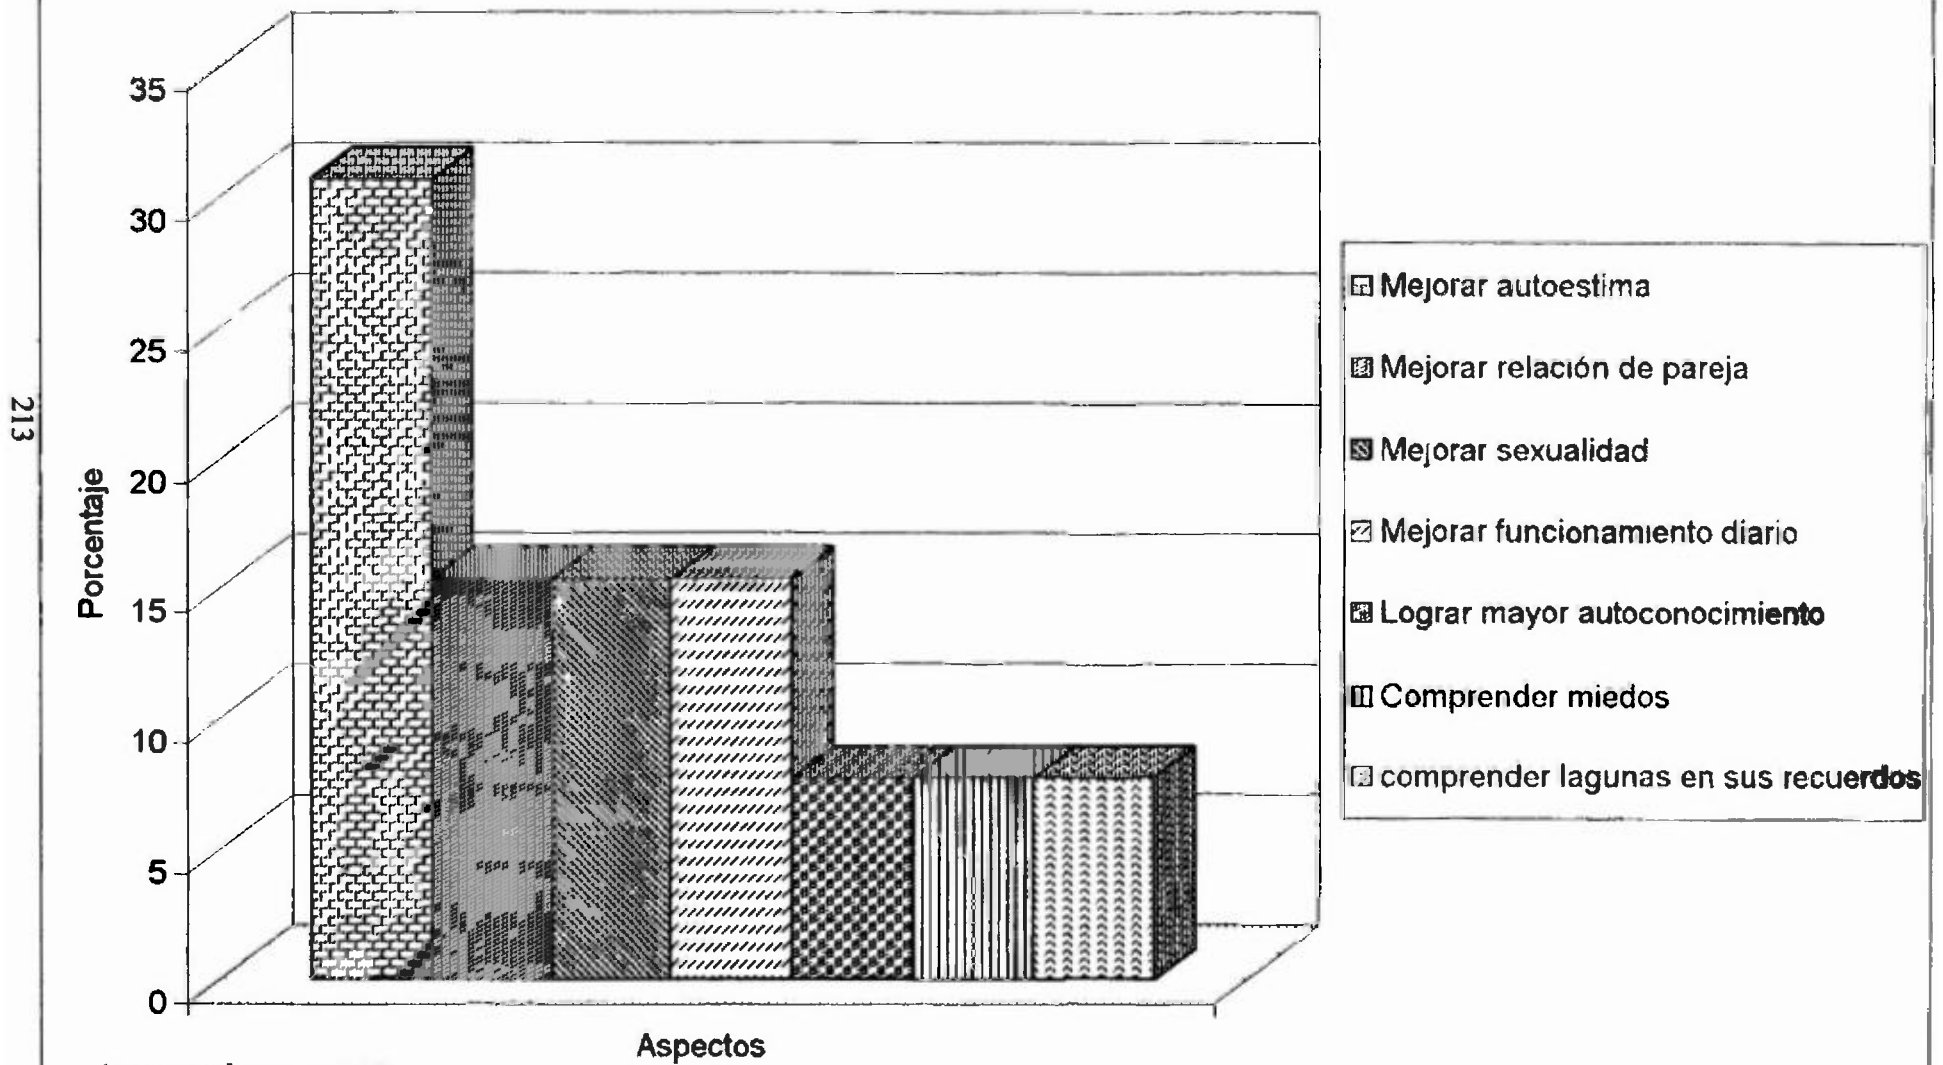 213
Porcentaje
35
30
25
20
15
10
5
0
Aspectos
Mejorar autoestima
Mejorar relación de pareja
Mejorar sexualidad
Mejorar funcionamiento diario
Lograr mayor autoconocimiento
Comprender miedos
comprender lagunas en sus recuerdos